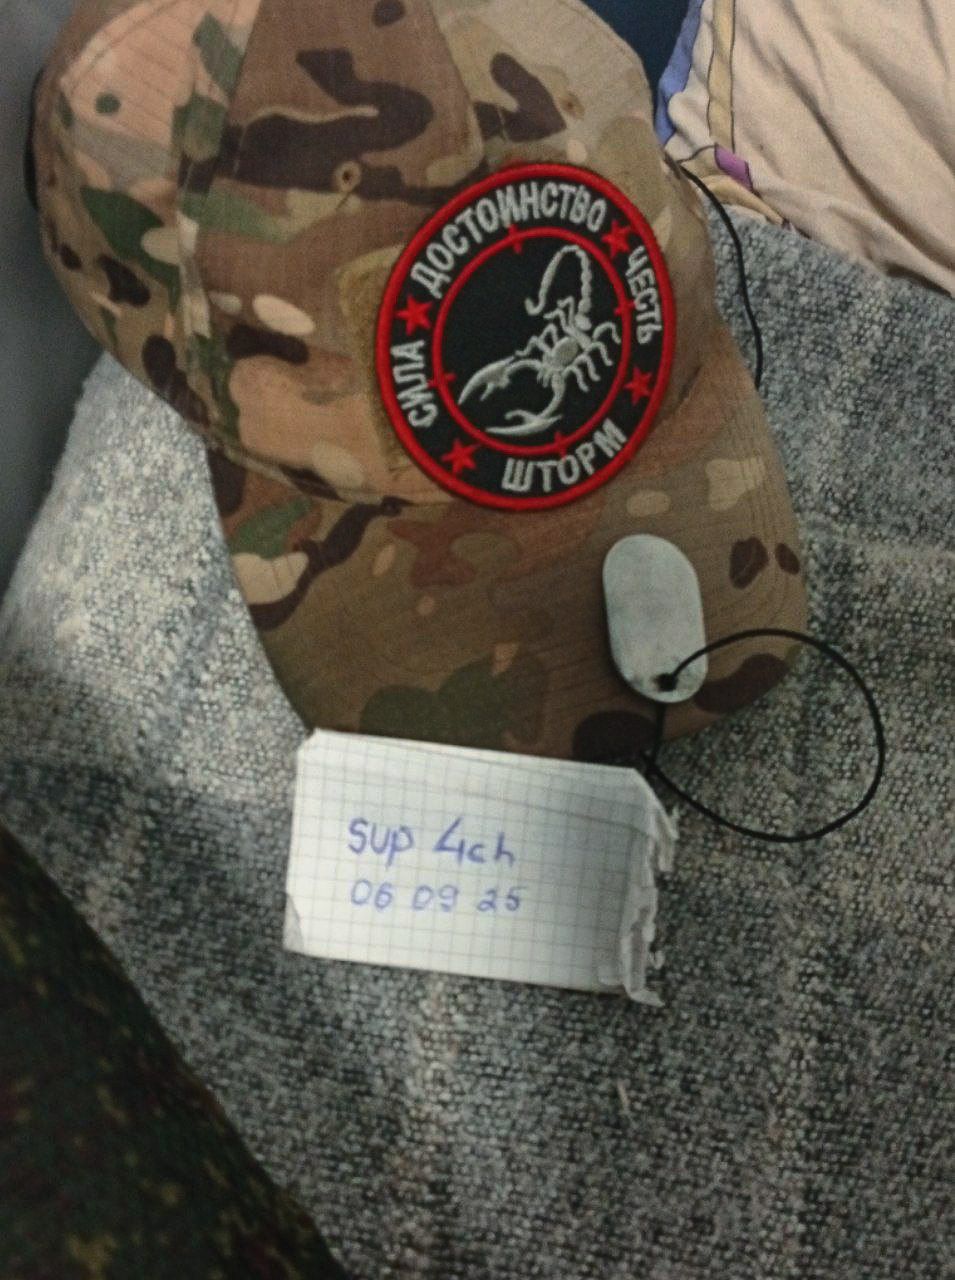 СИЛА
ДОСТОИНСТВО
ЧЕСТЬ
ШТОРМ
sup 4ch
06 09 25